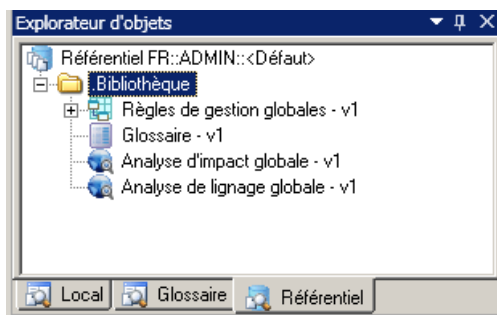 Explorateur d'objets
Référentiel FR::ADMIN::<Défaut>
.Bibliothèque
Règles de gestion globales - v1
Glossaire - v1
Analyse d'impact globale - v1
Analyse de lignage globale - v1
Local Glossaire Référentiel